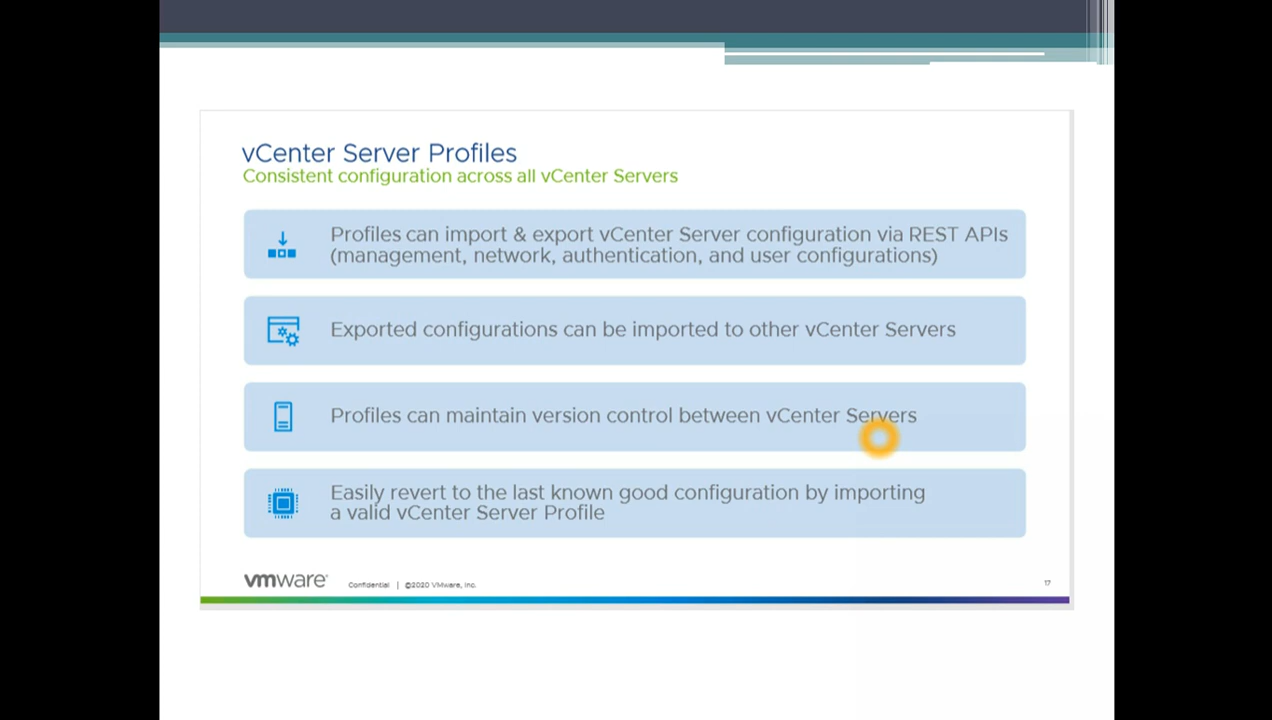 vCenter Server Profiles
Consistent configuration across all vCenter Servers
Profiles can import & export vCenter Server configuration via REST APIs
(management, network, authentication, and user configurations)
Exported configurations can be imported to other vCenter Servers
Profiles can maintain version control between vCenter Servers
Easily revert to the last known good configuration by importing
a valid vCenter Server Profile
vmware® Confidential | ©2020 VMware, Inc. 17